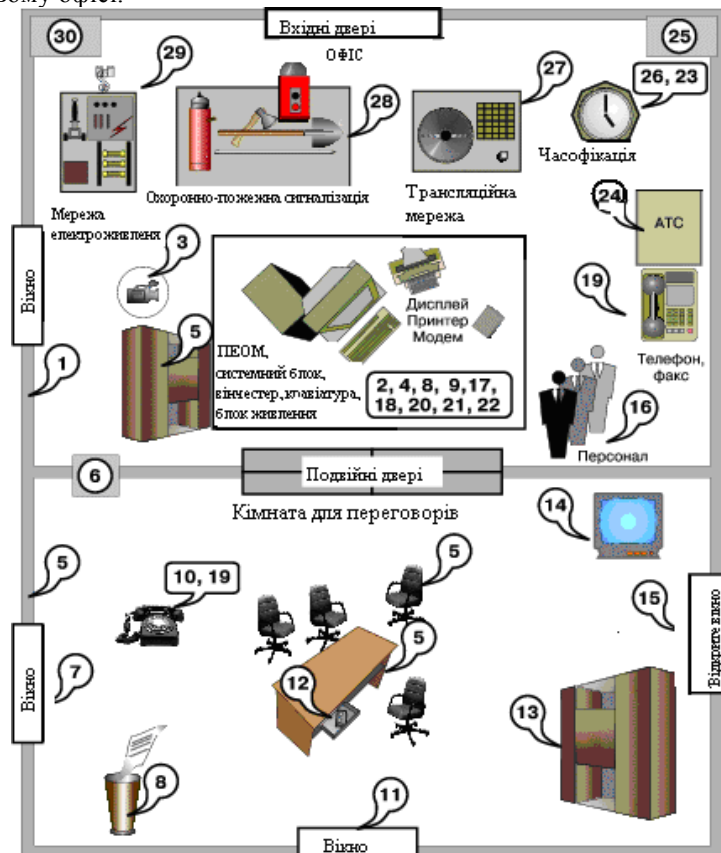 ому офісі.
Вхідні двері
ОФІС
30
25
29
28
27
26, 23
Часофікація
Охоронно-пожежна сигналізація
Трансляційна
мережа
Мережа
електроживленя
24
АТС
Вікно
3
19
5
Дисплей
Принтер
Модем
Телефон,
факс
1
ПЕОМ,
системний блок,
вінчестер, клавіатура,
блок живлення
2, 4, 8, 9,17,
18, 20, 21, 22
16
Персонал
6
Подвійні двері
Кімната для переговорів
14
5
10, 19
5
15
Відкрите вікно
5
Вікно
7
12
13
8
11
Вікно